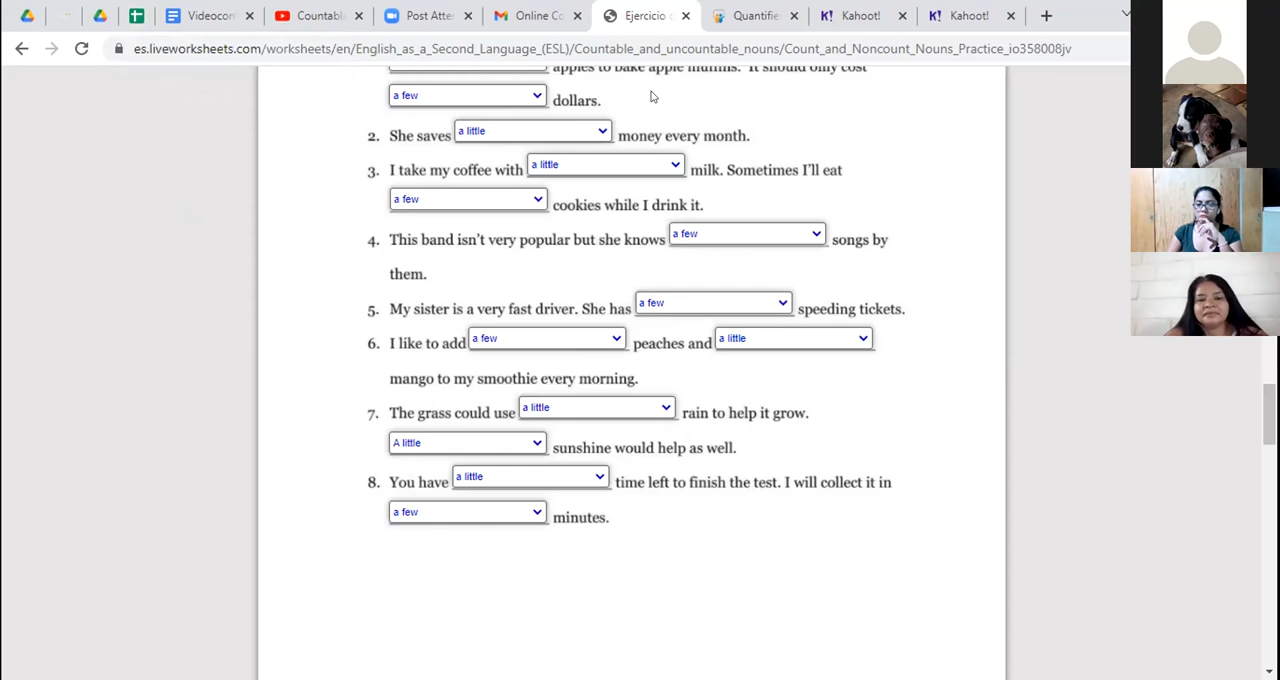 Videocon
Countabl
Post Atte
Online Co
Ejercicio
Quantifie
Kahoot!
Kahoot!
es.liveworksheets.com/worksheets/en/English_as_a_Second_Language_(ESL)/Countable_and_uncountable_nouns/Count_and_Noncount_Nouns_Practice_io358008jv
apples to bake apple muffins. It should only cost
a few dollars.
2. She saves a little money every month.
3. I take my coffee with a little milk. Sometimes I'll eat
a few cookies while I drink it.
4. This band isn't very popular but she knows a few songs by
them.
5. My sister is a very fast driver. She has a few speeding tickets.
6. I like to add a few peaches and a little
mango to my smoothie every morning.
7. The grass could use a little rain to help it grow.
A little sunshine would help as well.
8. You have a little time left to finish the test. I will collect it in
a few minutes.